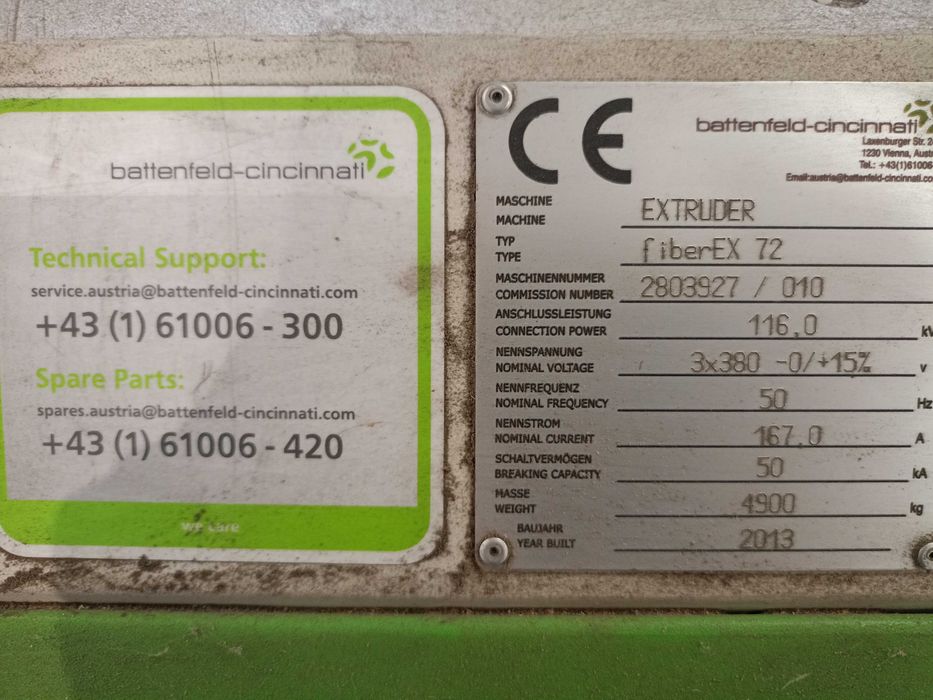 battenfeld-cincinnati
Technical Support:
service.austria@battenfeld-cincinnati.com
+43 (1) 61006 - 300
Spare Parts:
spares.austria@battenfeld-cincinnati.com
+43 (1) 61006 - 420
we care
CE
battenfeld-cincinnati
Laxenburger Str.
1230 Vienna,
Tel.: +43(1)61006
Email:austria@battenfeld-cincinnati.co
MASCHINE
MACHINE EXTRUDER
TYP
TYPE fiberEX 72
MASCHINENNUMMER
COMMISSION NUMBER 2803927 / 010
ANSCHLUSSLEISTUNG
CONNECTION POWER 116,0 kW
NENNSPANNUNG
NOMINAL VOLTAGE 3x380 -0/+15% V
NENNFREQUENZ
NOMINAL FREQUENCY 50 Hz
NENNSTROM
NOMINAL CURRENT 167,0 A
SCHALTVERMÖGEN
BREAKING CAPACITY 50 kA
MASSE
WEIGHT 4900 kg
BAUJAHR
YEAR BUILT 2013